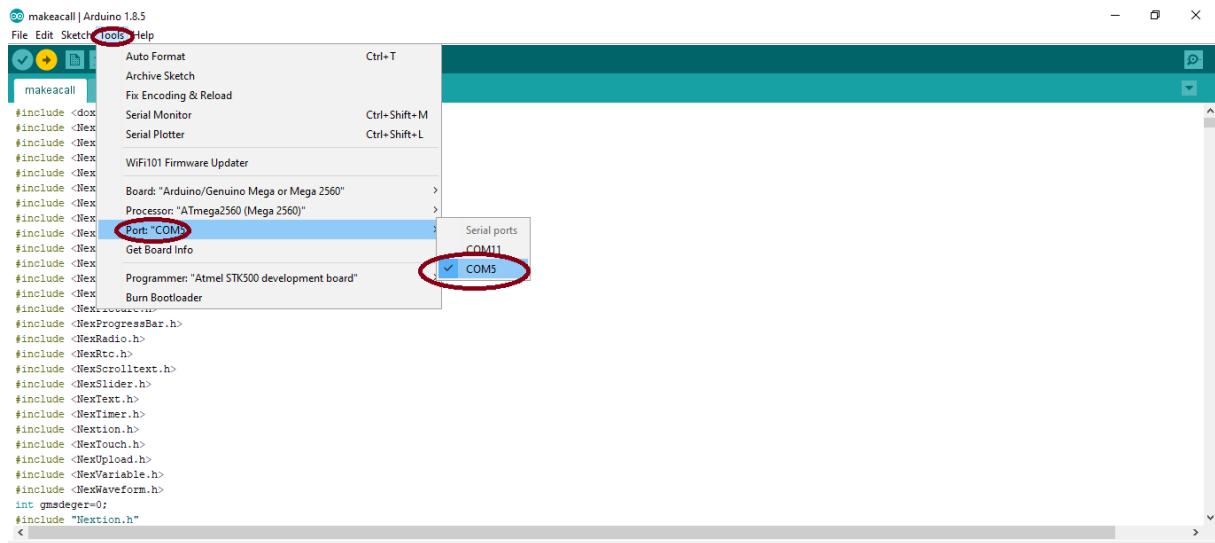 makeacall | Arduino 1.8.5
File Edit Sketch Tools Help
Auto Format Ctrl+T
Archive Sketch
makeacall
Fix Encoding & Reload
Serial Monitor Ctrl+Shift+M
Serial Plotter Ctrl+Shift+L
WiFi101 Firmware Updater
Board: "Arduino/Genuino Mega or Mega 2560"
Processor: "ATmega2560 (Mega 2560)"
Port: "COM5
Get Board Info
Programmer: "Atmel STK500 development board"
Burn Bootloader
Serial ports
COM11
COM5
#include <dox
#include <Nex
#include <Nex
#include <Nex
#include <Nex
#include <Nex
#include <Nex
#include <Nex
#include <Nex
#include <Nex
#include <Nex
#include <Nex
#include <Nex
#include <NexPicture.h>
#include <NexProgressBar.h>
#include <NexRadio.h>
#include <NexRtc.h>
#include <NexScrolltext.h>
#include <NexSlider.h>
#include <NexText.h>
#include <NexTimer.h>
#include <Nextion.h>
#include <NexTouch.h>
#include <NexUpload.h>
#include <NexVariable.h>
#include <NexWaveform.h>
int gmsdeger=0;
#include "Nextion.h"